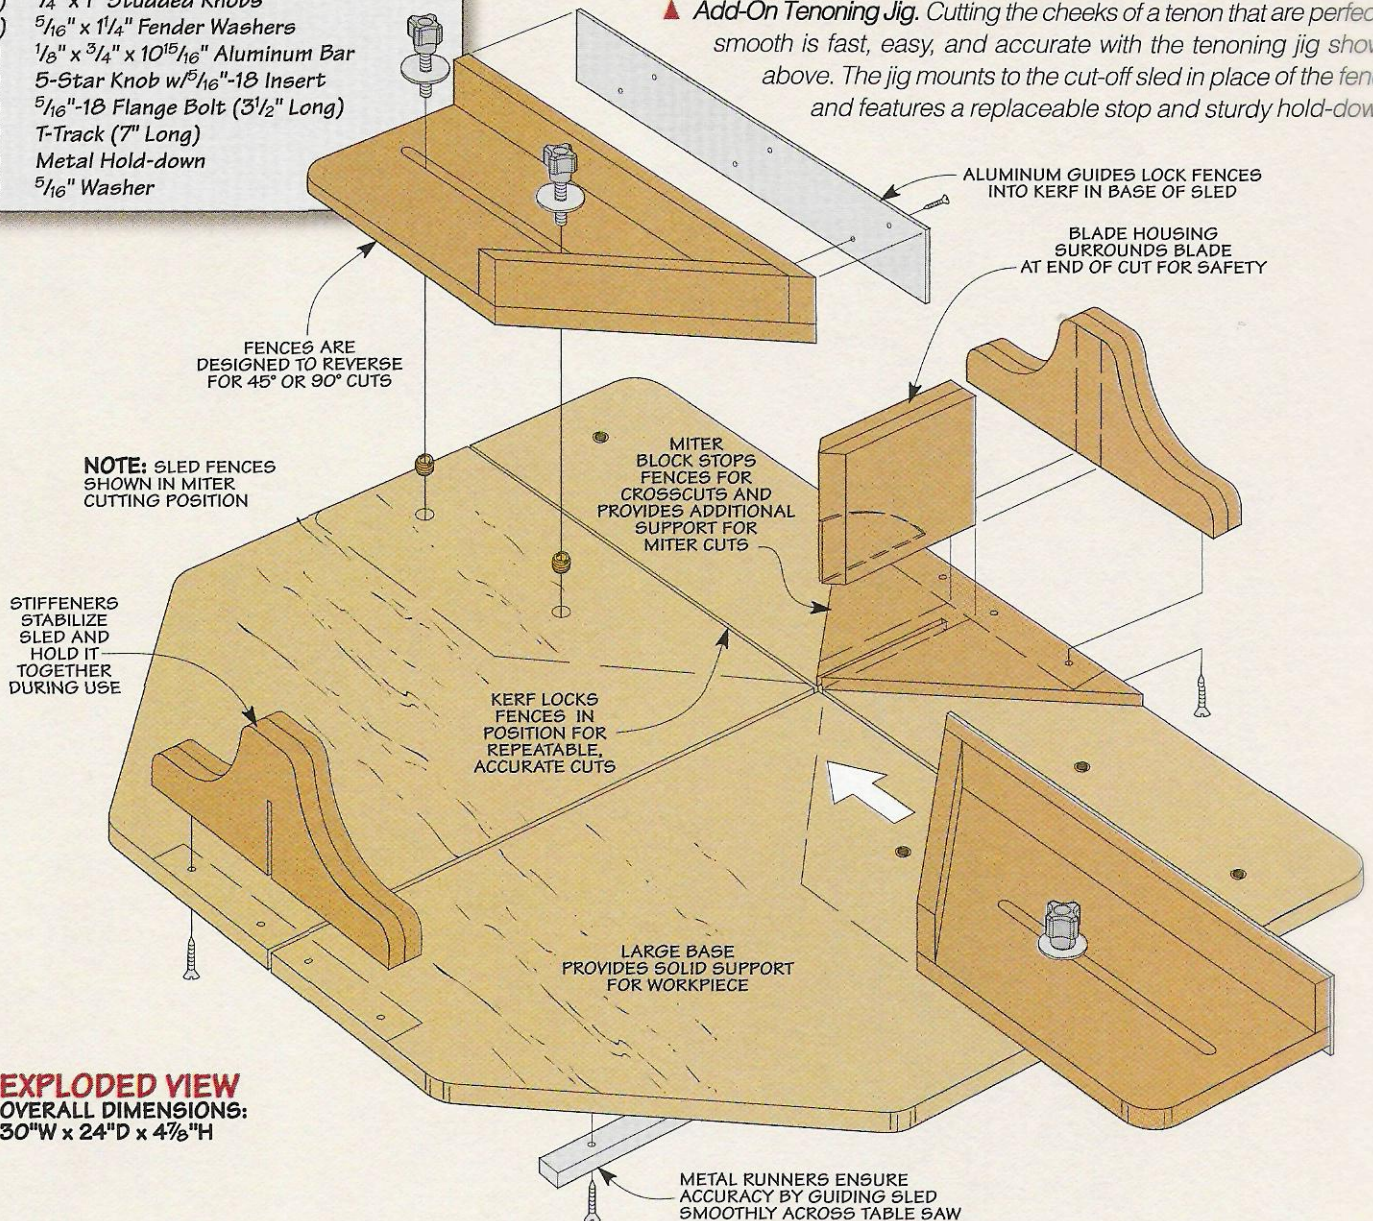 ) 1/4" x 1" Studded Knobs
) 5/16" x 1 1/4" Fender Washers
1/8" x 3/4" x 10 15/16" Aluminum Bar
5-Star Knob w/5/16"-18 Insert
5/16"-18 Flange Bolt (3 1/2" Long)
T-Track (7" Long)
Metal Hold-down
5/16" Washer
▲ Add-On Tenoning Jig. Cutting the cheeks of a tenon that are
smooth is fast, easy, and accurate with the tenoning jig
above. The jig mounts to the cut-off sled in place of the
and features a replaceable stop and sturdy
ALUMINUM GUIDES LOCK FENCES
INTO KERF IN BASE OF SLED
BLADE HOUSING
SURROUNDS BLADE
AT END OF CUT FOR SAFETY
FENCES ARE
DESIGNED TO REVERSE
FOR 45° OR 90° CUTS
MITER
BLOCK STOPS
FENCES FOR
CROSSCUTS AND
PROVIDES ADDITIONAL
SUPPORT FOR
MITER CUTS
NOTE: SLED FENCES
SHOWN IN MITER
CUTTING POSITION
STIFFENERS
STABILIZE
SLED AND
HOLD IT
TOGETHER
DURING USE
KERF LOCKS
FENCES IN
POSITION FOR
REPEATABLE,
ACCURATE CUTS
LARGE BASE
PROVIDES SOLID SUPPORT
FOR WORKPIECE
EXPLODED VIEW
OVERALL DIMENSIONS:
30"W x 24"D x 4 7/8"H
METAL RUNNERS ENSURE
ACCURACY BY GUIDING SLED
SMOOTHLY ACROSS TABLE SAW